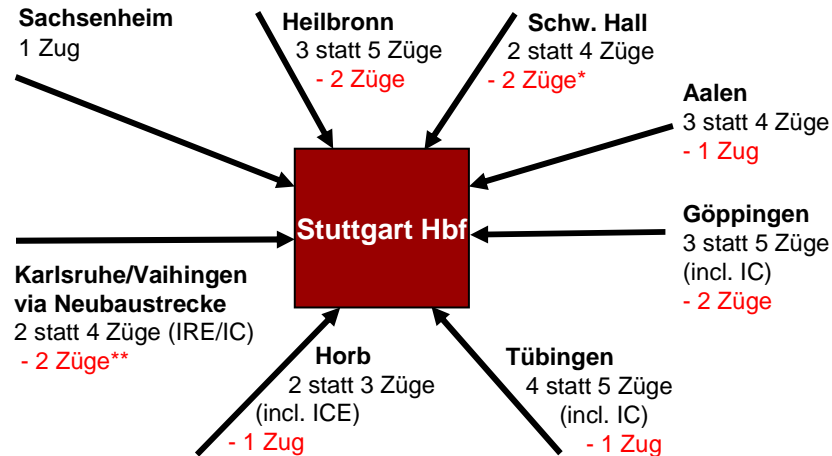 Sachsenheim
1 Zug
Heilbronn
3 statt 5 Züge
- 2 Züge
Schw. Hall
2 statt 4 Züge
- 2 Züge*
Aalen
3 statt 4 Züge
- 1 Zug
Stuttgart Hbf
Göppingen
3 statt 5 Züge
(incl. IC)
- 2 Züge
Karlsruhe/Vaihingen
via Neubaustrecke
2 statt 4 Züge (IRE/IC)
- 2 Züge**
Horb
2 statt 3 Züge
(incl. ICE)
- 1 Zug
Tübingen
4 statt 5 Züge
(incl. IC)
- 1 Zug